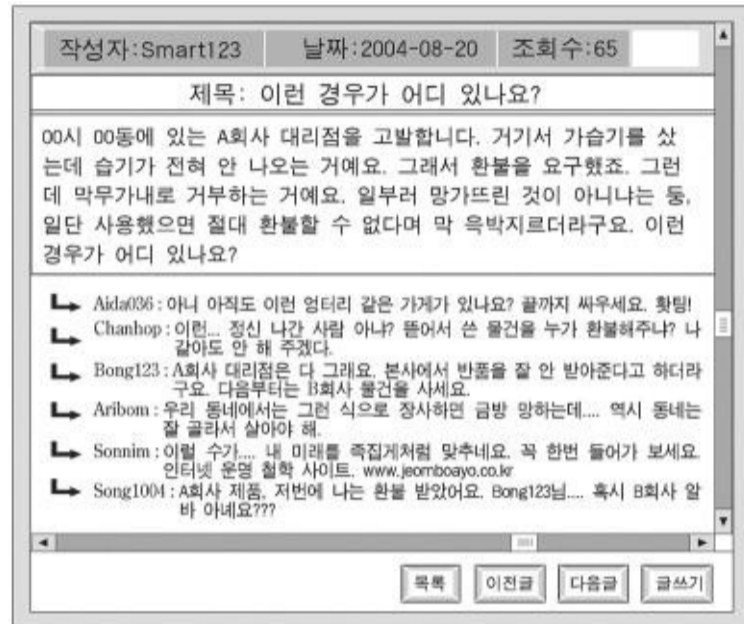 작성자:Smart123 날짜:2004-08-20 조회수:65
제목: 이런 경우가 어디 있나요?
00시 00동에 있는 A회사 대리점을 고발합니다. 거기서 가습기를 샀
는데 습기가 전혀 안 나오는 거예요. 그래서 환불을 요구했죠. 그런
데 막무가내로 거부하는 거예요. 일부러 망가뜨린 것이 아니냐는 둥,
일단 사용했으면 절대 환불할 수 없다며 막 윽박지르더라구요. 이런
경우가 어디 있나요?
Aida036 : 아니 아직도 이런 엉터리 같은 가게가 있나요? 끝까지 싸우세요. 홧팅!
Chanhop : 이런... 정신 나간 사람 아냐? 뜯어서 쓴 물건을 누가 환불해주냐? 나
같아도 안 해 주겠다.
Bong123 : A회사 대리점은 다 그래요. 본사에서 반품을 잘 안 받아준다고 하더라
구요. 다음부터는 B회사 물건을 사세요.
Aribom : 우리 동네에서는 그런 식으로 장사하면 금방 망하는데.... 역시 동네는
잘 골라서 살아야 해.
Sonnim : 이럴 수가.... 내 미래를 족집게처럼 맞추네요. 꼭 한번 들어가 보세요.
인터넷 운명 철학 사이트. www.jeomboayo.co.kr
Song1004 : A회사 제품, 저번에 나는 환불 받았어요. Bong123님.... 혹시 B회사 알
바 아녜요???
목록 이전글 다음글 글쓰기